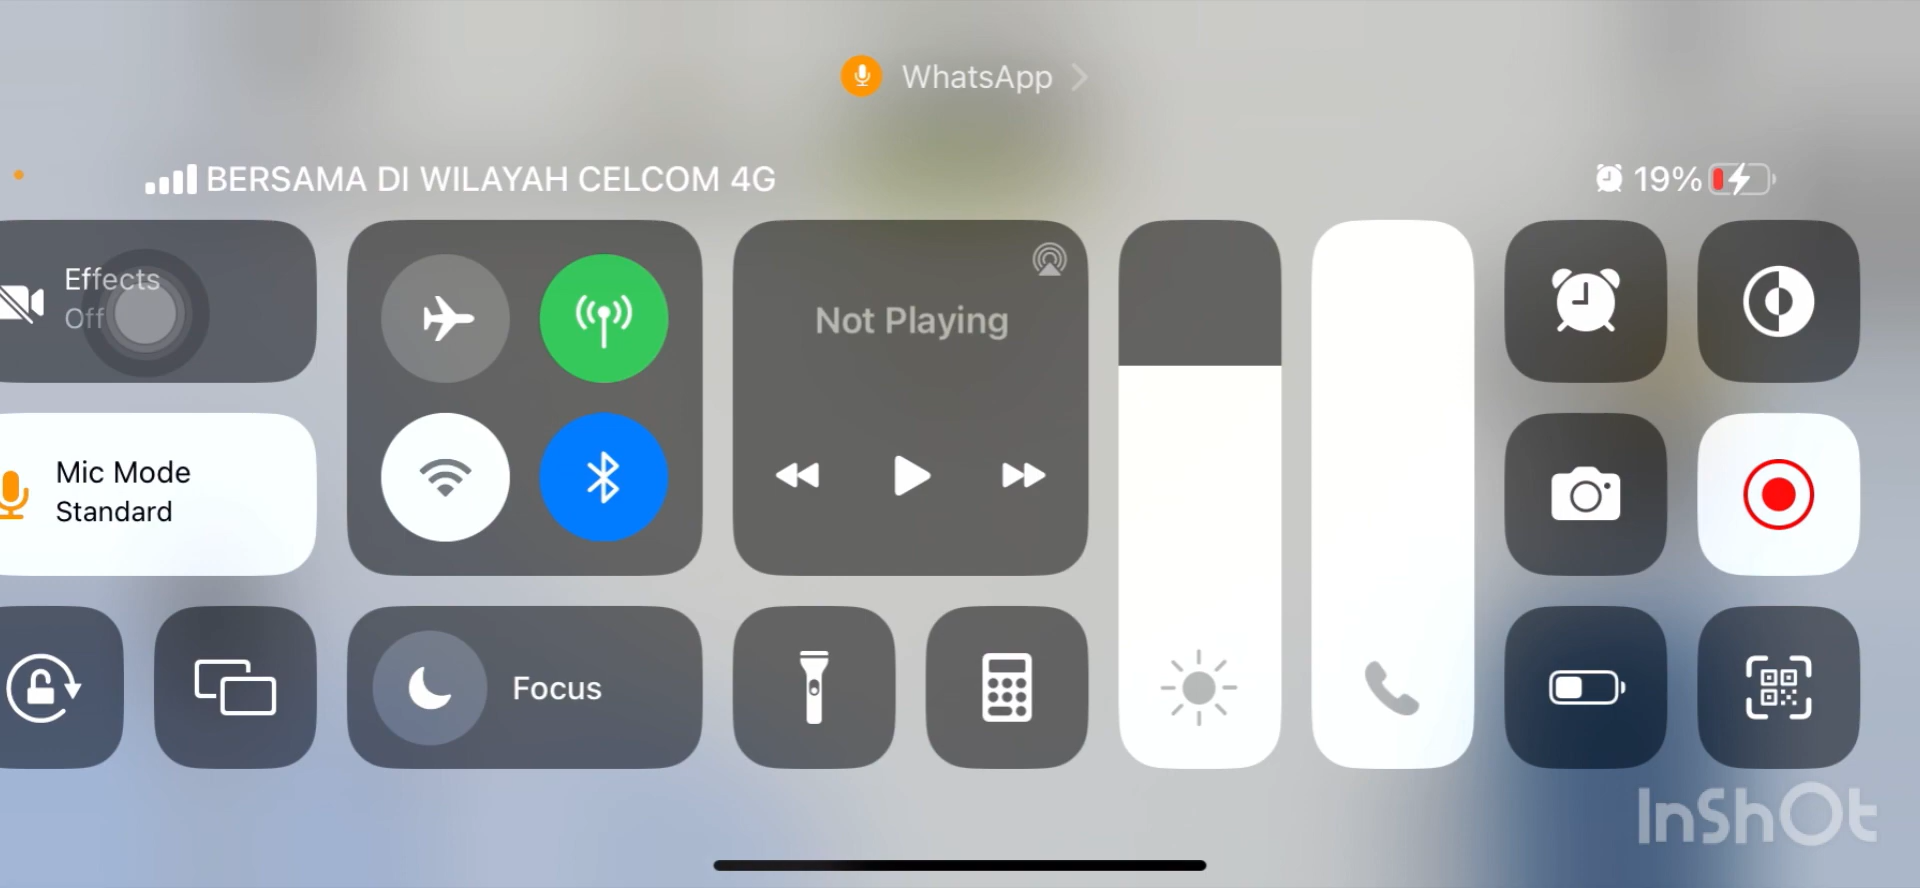 WhatsApp
BERSAMA DI WILAYAH CELCOM 4G
19%
Effects
Off
Not Playing
Mic Mode
Standard
Focus
InShOt